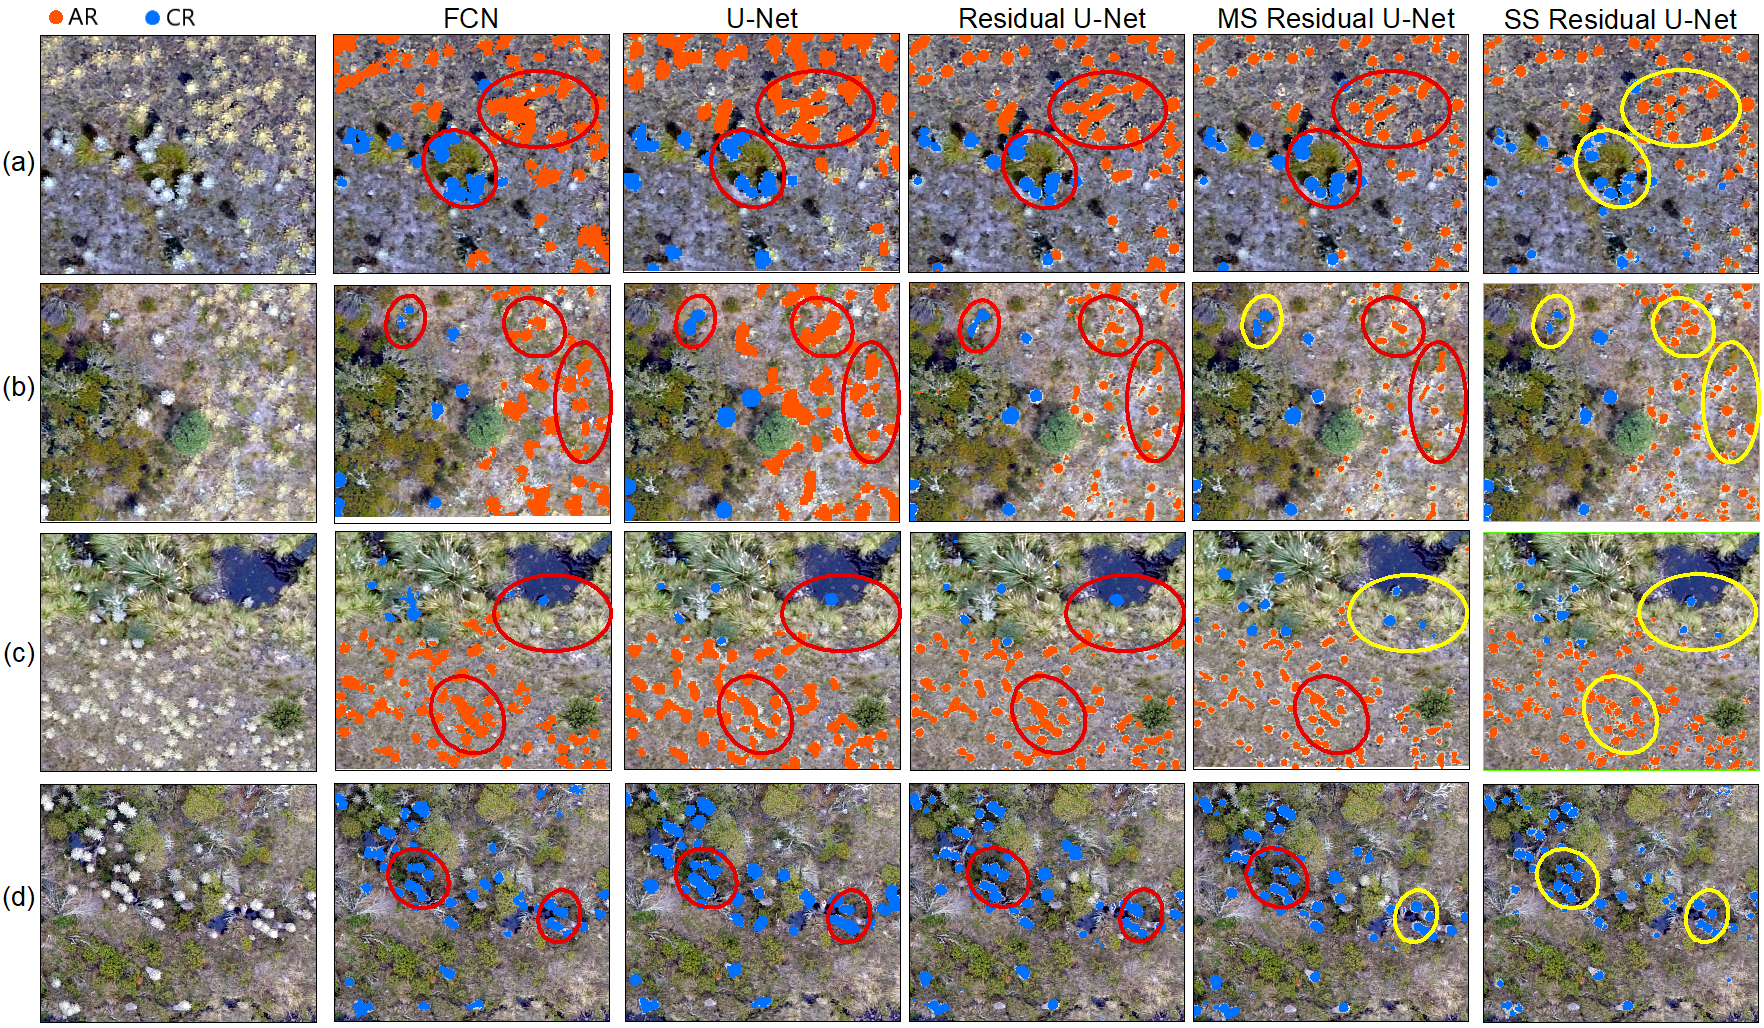 AR CR FCN U-Net Residual U-Net MS Residual U-Net SS Residual U-Net
(a)
(b)
(c)
(d)